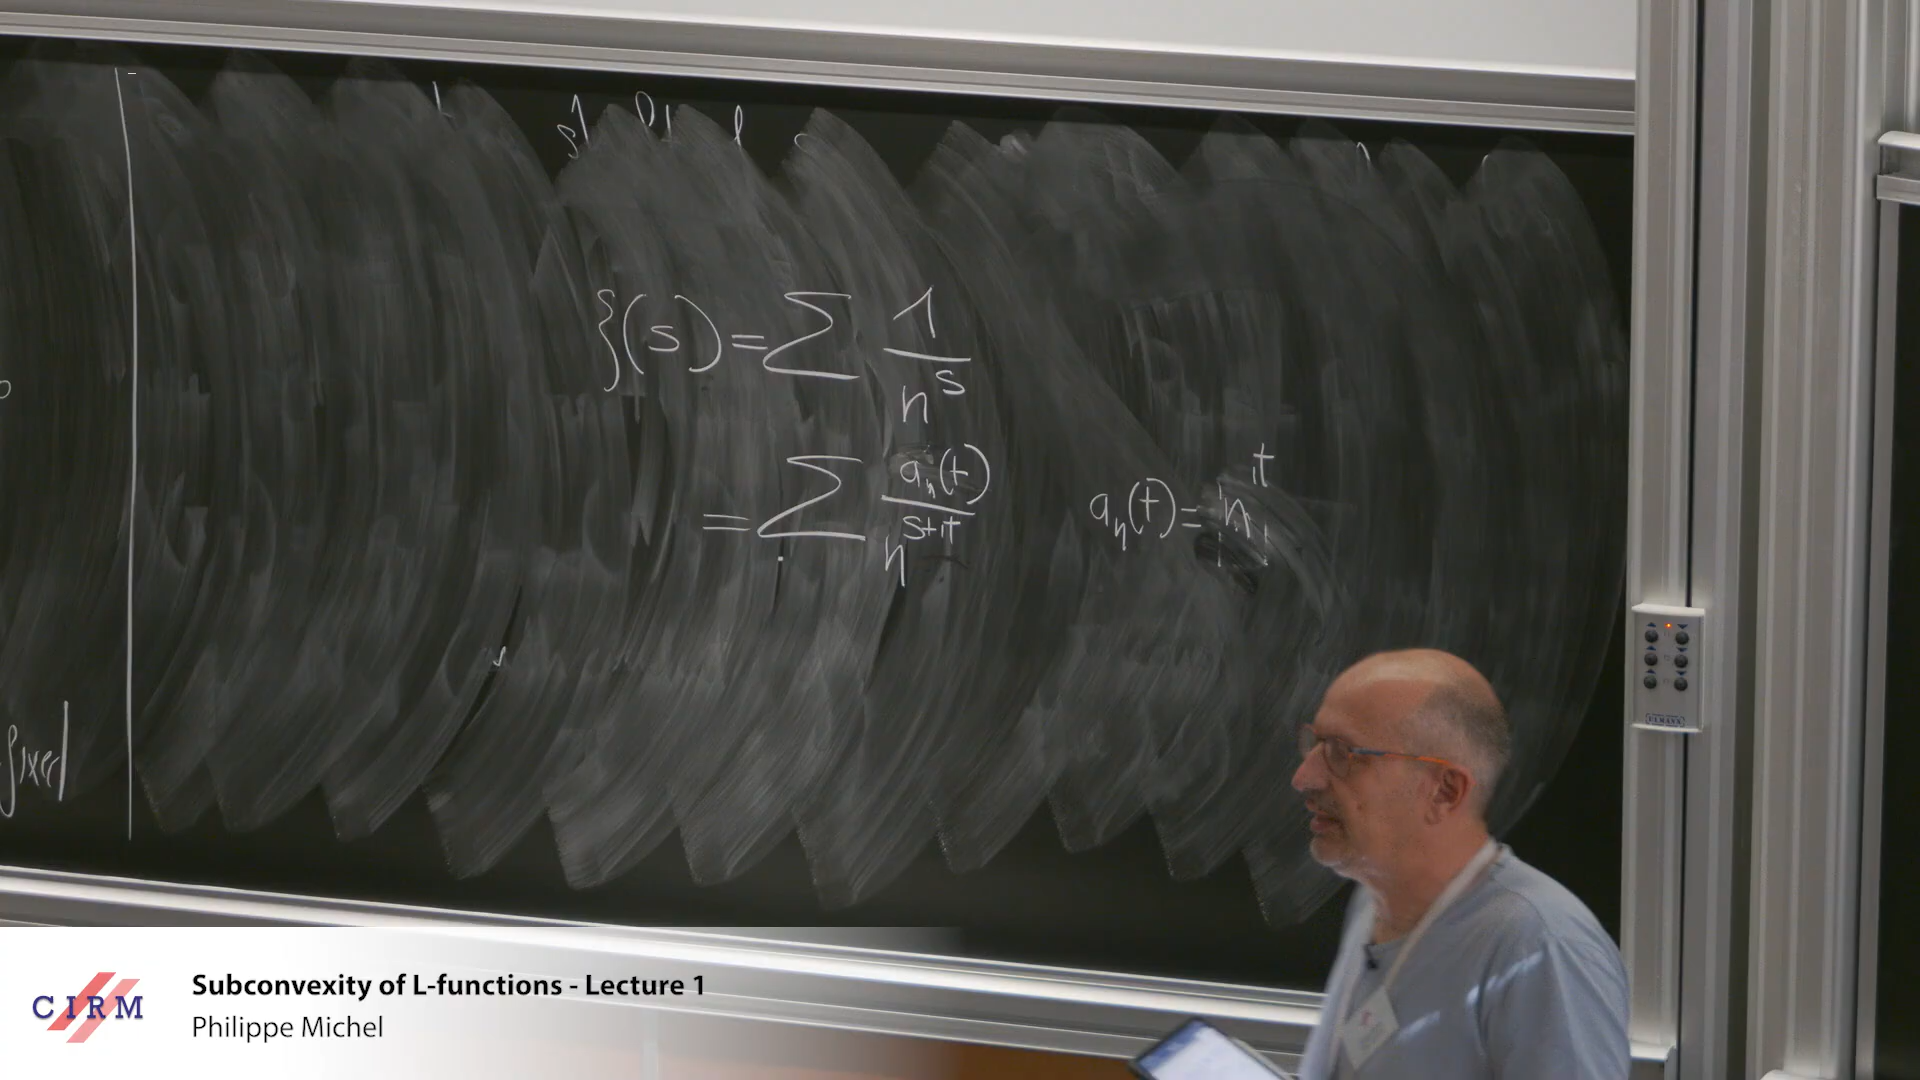 ζ(s) = ∑ 1/n^s
= ∑ a_n(t)/n^{s+it}
a_n(t) = n^{it}
fixed
CIRM
Subconvexity of L-functions - Lecture 1
Philippe Michel